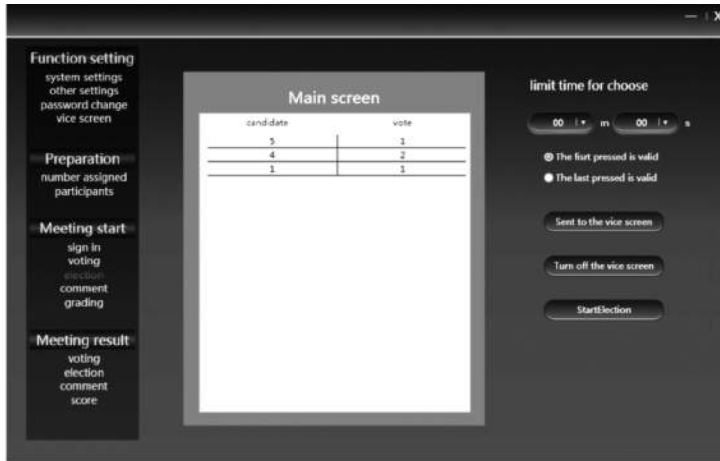 Function setting
system settings
other settings
password change
vice screen
Preparation
number assigned
participants
Meeting start
sign in
voting
election
comment
grading
Meeting result
voting
election
comment
score
Main screen
candidate vote
5 1
4 2
1 1
limit time for choose
00 m 00 s
The fisrt pressed is valid
The last pressed is valid
Sent to the vice screen
Turn off the vice screen
StartElection